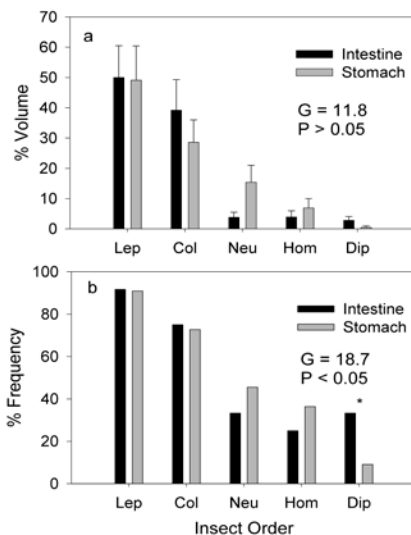 a
70
60
50
40
30
20
10
0
% Volume
Intestine
Stomach
G = 11.8
P > 0.05
Lep Col Neu Hom Dip
b
100
80
60
40
20
0
% Frequency
Intestine
Stomach
G = 18.7
P < 0.05
*
Lep Col Neu Hom Dip
Insect Order